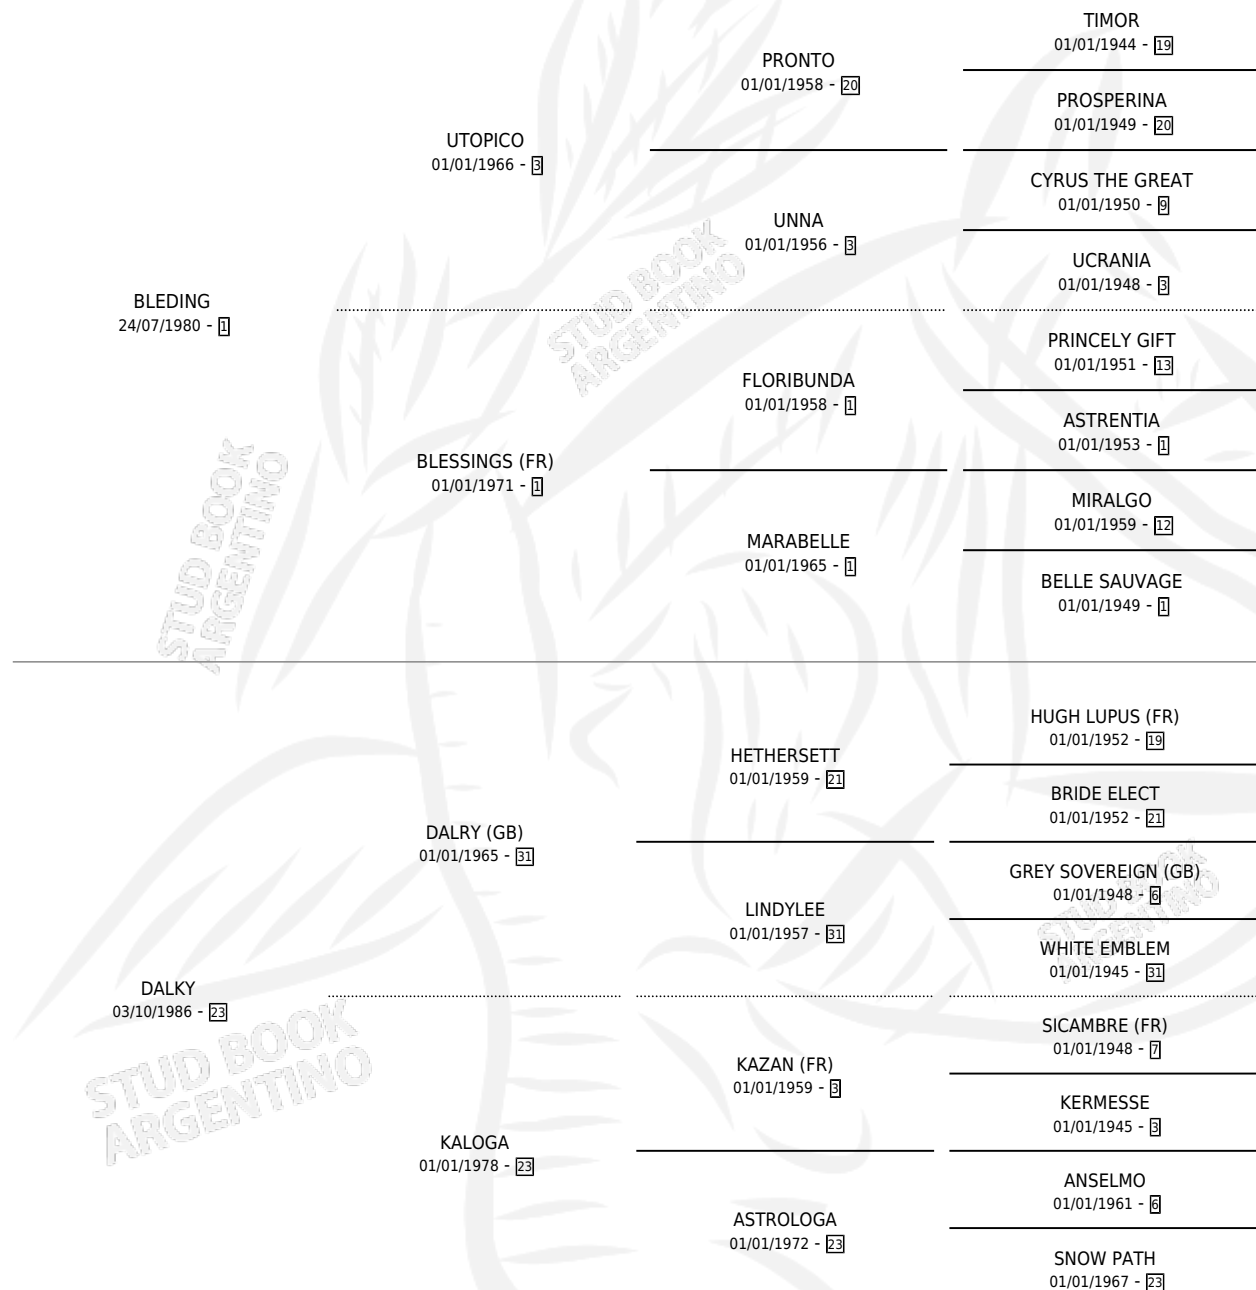 TIMOR
01/01/1944 - 19
PRONTO
01/01/1958 - 20
PROSPERINA
01/01/1949 - 20
UTOPICO
01/01/1966 - 3
CYRUS THE GREAT
01/01/1950 - 9
UNNA
01/01/1956 - 3
UCRANIA
01/01/1948 - 3
BLEDING
24/07/1980 - 1
PRINCELY GIFT
01/01/1951 - 13
FLORIBUNDA
01/01/1958 - 1
ASTRENTIA
01/01/1953 - 1
BLESSINGS (FR)
01/01/1971 - 1
MIRALGO
01/01/1959 - 12
MARABELLE
01/01/1965 - 1
BELLE SAUVAGE
01/01/1949 - 1
STUD BOOK
ARGENTINO
STUD BOOK
ARGENTINO
HUGH LUPUS (FR)
01/01/1952 - 19
HETHERSETT
01/01/1959 - 21
BRIDE ELECT
01/01/1952 - 21
DALRY (GB)
01/01/1965 - 31
GREY SOVEREIGN (GB)
01/01/1948 - 6
LINDYLEE
01/01/1957 - 31
WHITE EMBLEM
01/01/1945 - 31
DALKY
03/10/1986 - 23
SICAMBRE (FR)
01/01/1948 - 7
KAZAN (FR)
01/01/1959 - 3
KERMESSE
01/01/1945 - 3
KALOGA
01/01/1978 - 23
ANSELMO
01/01/1961 - 6
ASTROLOGA
01/01/1972 - 23
SNOW PATH
01/01/1967 - 23
STUD BOOK
ARGENTINO
STUD BOOK
ARGENTINO